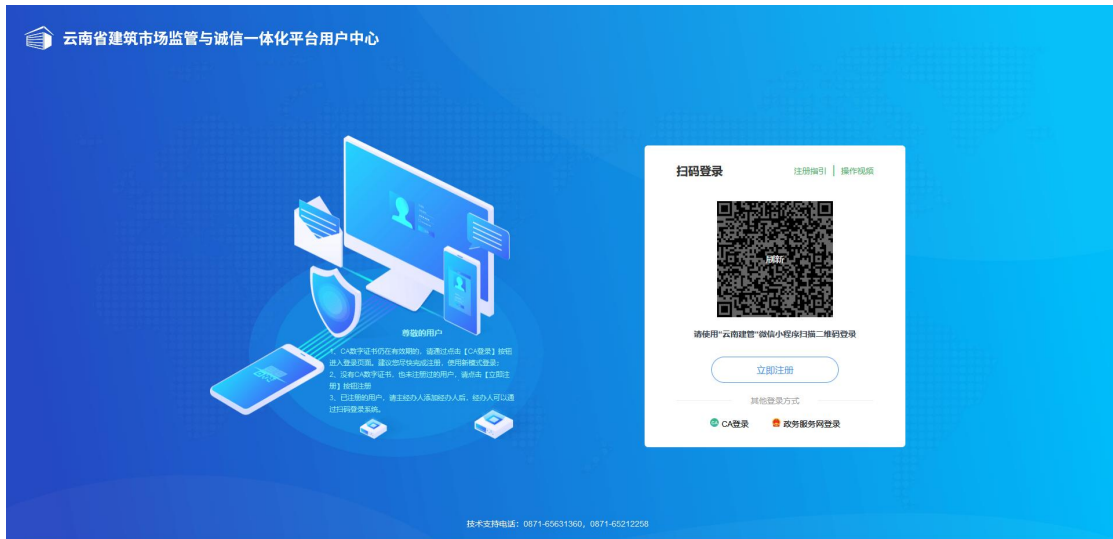 云南省建筑市场监管与诚信一体化平台用户中心
扫码登录
注册指引 | 操作视频
刷新
请使用“云南建管”微信小程序扫描二维码登录
立即注册
其他登录方式
CA登录
政务服务网登录
尊敬的用户
1、CA数字证书仍在有效期的，请通过点击【CA登录】按钮
进入登录页面。建议您尽快完成注册，使用新模式登录；
2、没有CA数字证书，也未注册过的用户，请点击【立即注
册】按钮注册
3、已注册的用户，请主经办人添加经办人后，经办人可以通
过扫码登录系统。
技术支持电话：0871-65631360，0871-65212258